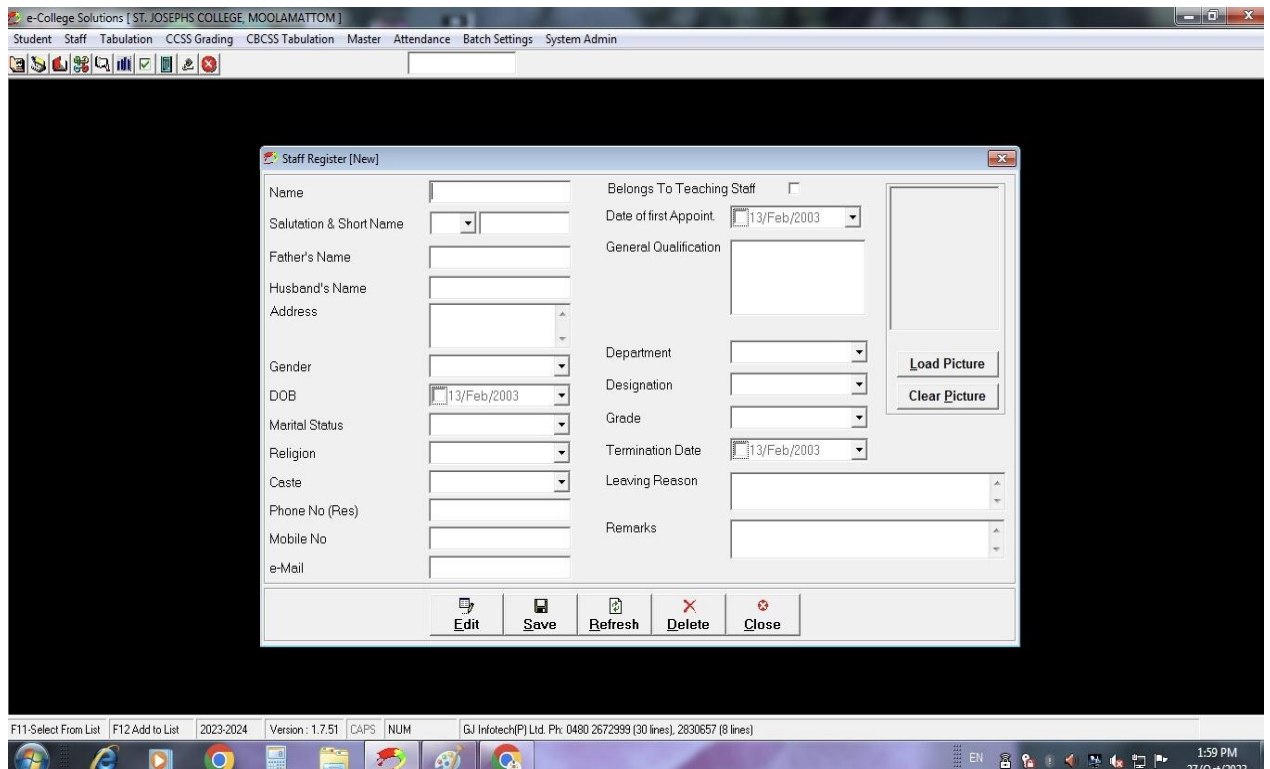 e-College Solutions [ ST. JOSEPHS COLLEGE, MOOLAMATTOM ]
Student Staff Tabulation CCSS Grading CBCSS Tabulation Master Attendance Batch Settings System Admin
Staff Register [New]
Name
Salutation & Short Name
Father's Name
Husband's Name
Address
Gender
DOB 13/Feb/2003
Marital Status
Religion
Caste
Phone No (Res)
Mobile No
e-Mail
Belongs To Teaching Staff
Date of first Appoint. 13/Feb/2003
General Qualification
Department
Designation
Grade
Termination Date 13/Feb/2003
Leaving Reason
Remarks
Load Picture
Clear Picture
Edit Save Refresh Delete Close
F11-Select From List F12 Add to List 2023-2024 Version : 1.7.51 CAPS NUM GJ Infotech(P) Ltd. Ph: 0480 2672999 (30 lines), 2830657 (8 lines)
EN 1:59 PM